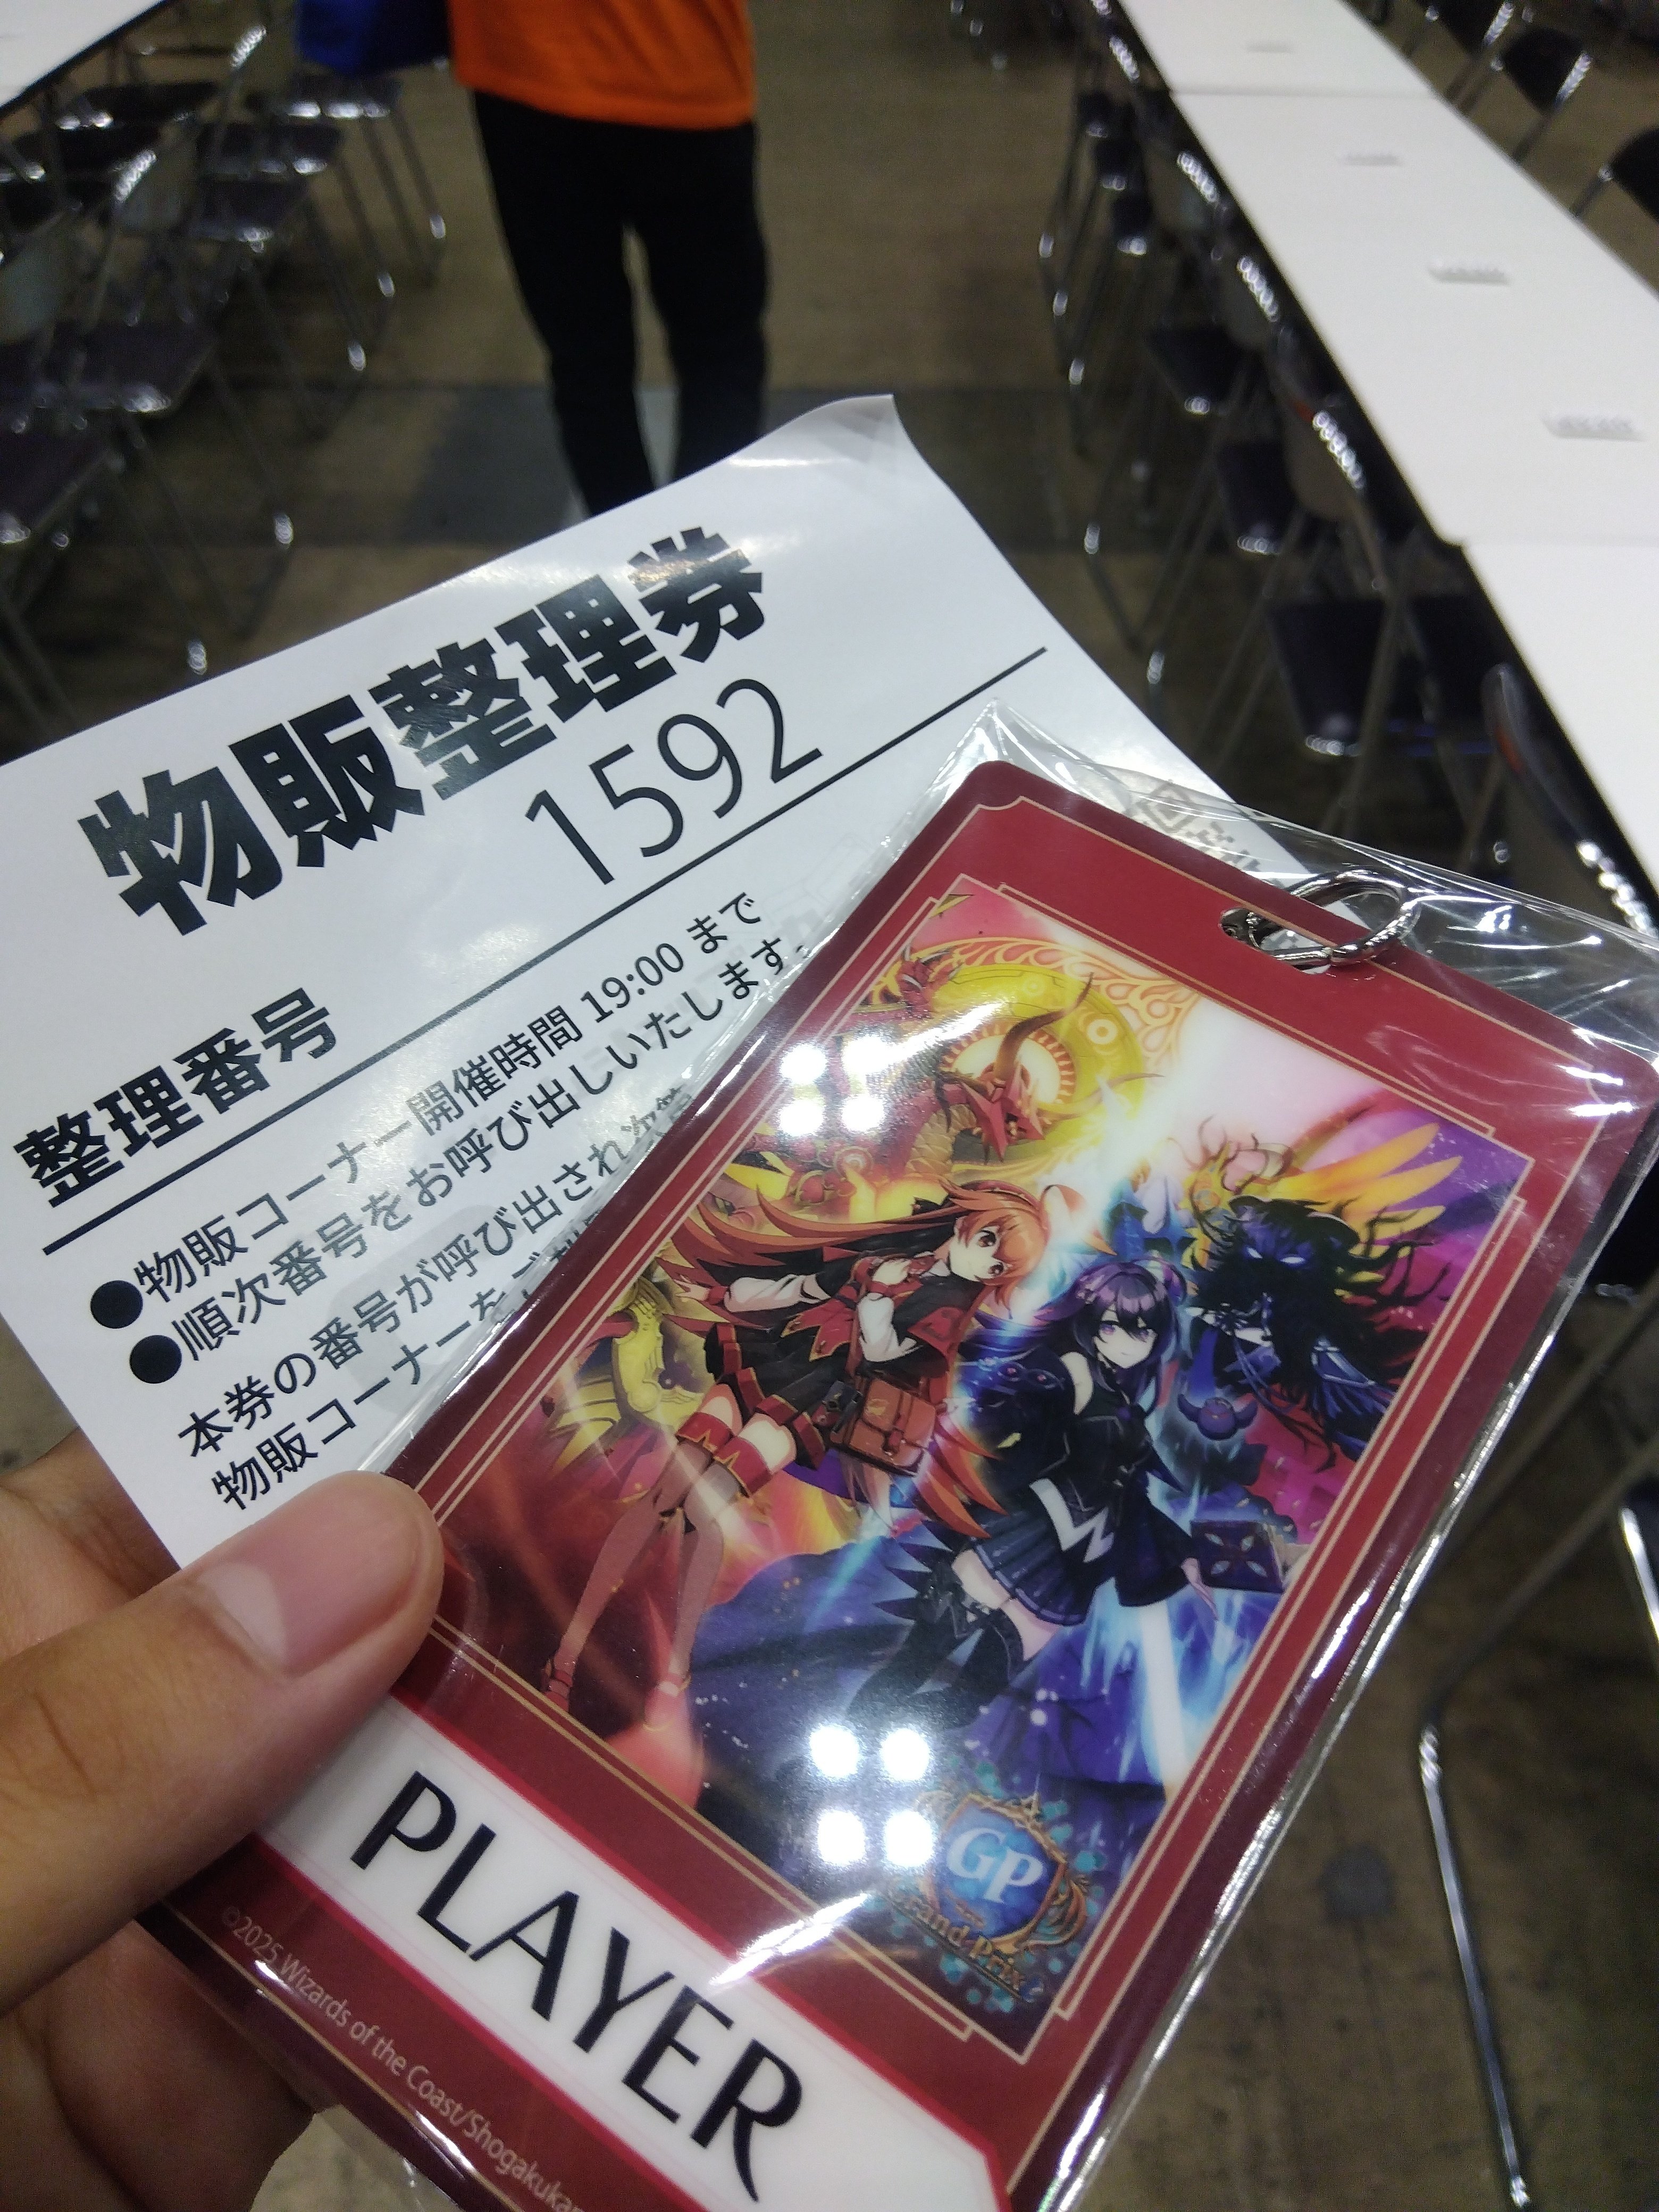 物販整理券
整理番号 1592
●物販コーナー開催時間 19:00 まで
●順次番号をお呼び出しいたします。
本券の番号が呼び出され次第
物販コーナーをご
GP
Grand Prix
PLAYER
©2025 Wizards of the Coast/Shogakukan